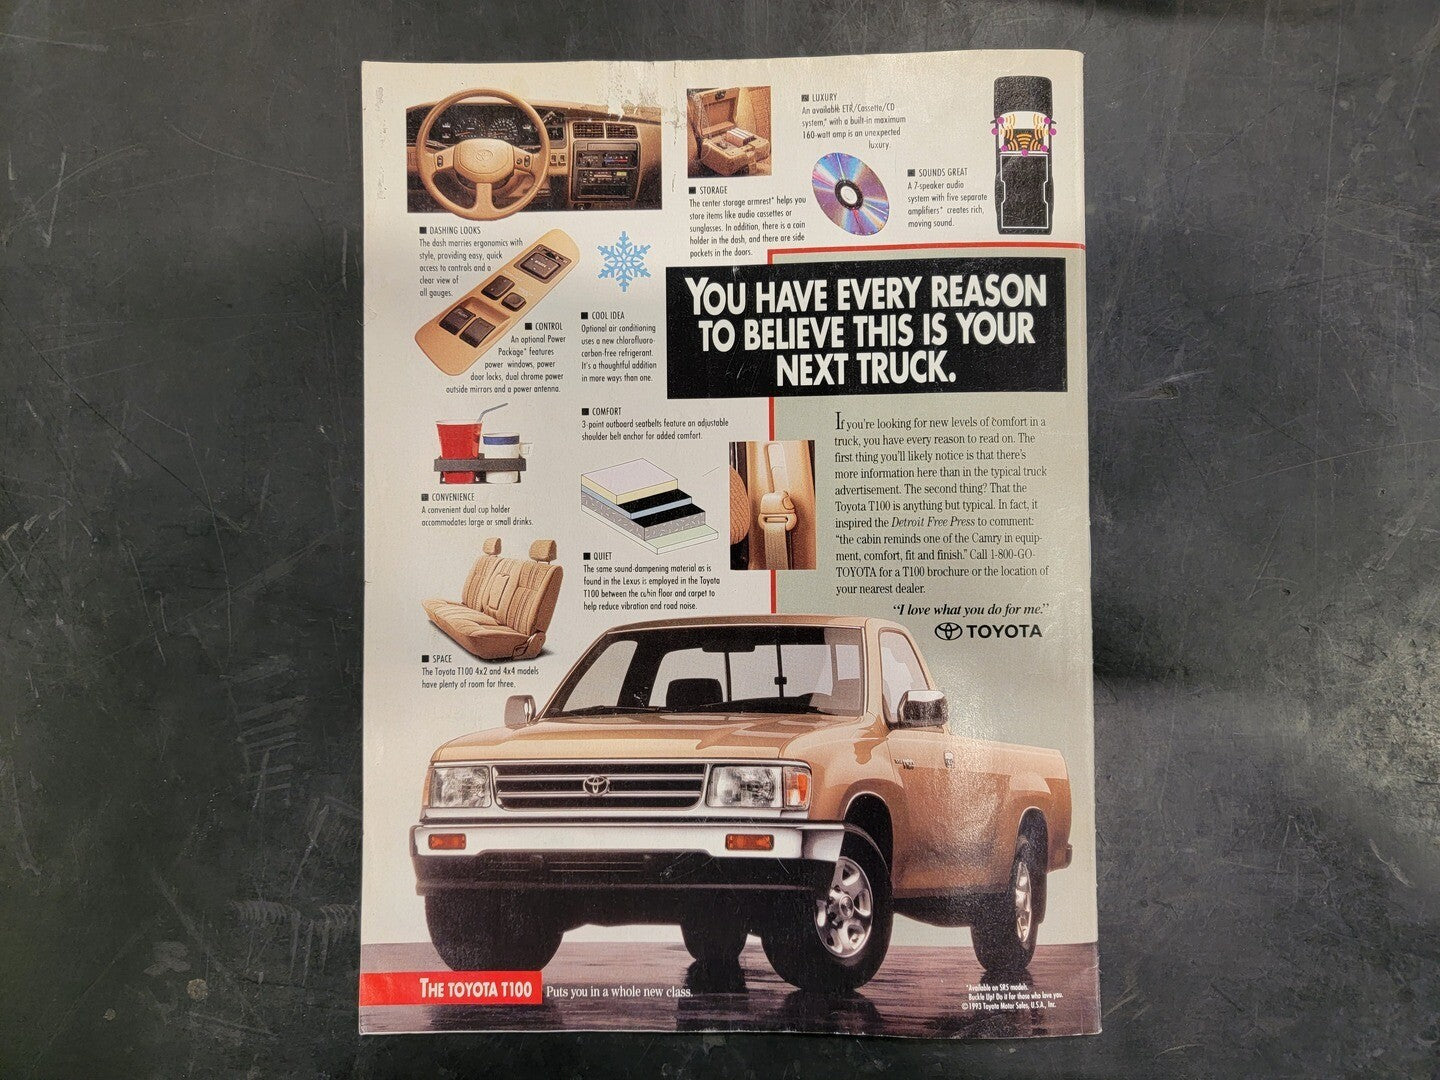 DASHING LOOKS
The dash marries ergonomics with
style, providing easy, quick
access to controls and a
clear view of
all gauges.
STORAGE
The center storage armrest* helps you
store items like audio cassettes or
sunglasses. In addition, there is a coin
holder in the dash, and there are side
pockets in the doors.
LUXURY
An available ETR/Cassette/CD
system,* with a built-in maximum
160-watt amp is an unexpected
luxury.
SOUNDS GREAT
A 7-speaker audio
system with five separate
amplifiers* creates rich,
moving sound.
CONTROL
An optional Power
Package* features
power windows, power
door locks, dual chrome power
outside mirrors and a power antenna.
COOL IDEA
Optional air conditioning
uses a new chlorofluoro-
carbon-free refrigerant.
It's a thoughtful addition
in more ways than one.
YOU HAVE EVERY REASON
TO BELIEVE THIS IS YOUR
NEXT TRUCK.
COMFORT
3-point outboard seatbelts feature an adjustable
shoulder belt anchor for added comfort.
CONVENIENCE
A convenient dual cup holder
accommodates large or small drinks.
QUIET
The same sound-dampening material as is
found in the Lexus is employed in the Toyota
T100 between the cabin floor and carpet to
help reduce vibration and road noise.
SPACE
The Toyota T100 4x2 and 4x4 models
have plenty of room for three.
If you're looking for new levels of comfort in a
truck, you have every reason to read on. The
first thing you'll likely notice is that there's
more information here than in the typical truck
advertisement. The second thing? That the
Toyota T100 is anything but typical. In fact, it
inspired the Detroit Free Press to comment:
"the cabin reminds one of the Camry in equip-
ment, comfort, fit and finish." Call 1-800-GO-
TOYOTA for a T100 brochure or the location of
your nearest dealer.
"I love what you do for me."
TOYOTA
THE TOYOTA T100 Puts you in a whole new class.
*Available on SR5 models.
Buckle Up! Do it for those who love you.
©1993 Toyota Motor Sales, U.S.A., Inc.